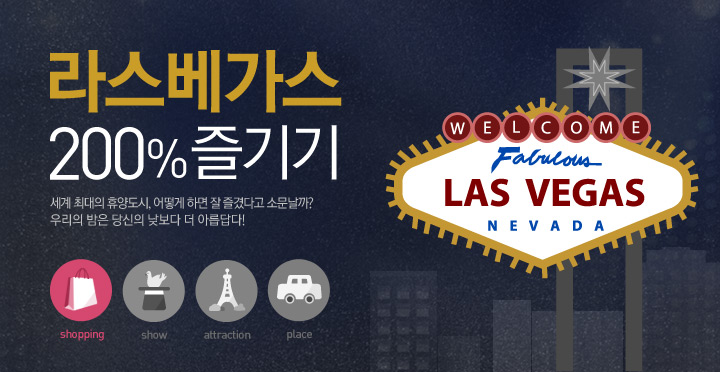 라스베가스
200% 즐기기
세계 최대의 휴양도시, 어떻게 하면 잘 즐겼다고 소문날까?
우리의 밤은 당신의 낮보다 더 아름답다!
shopping
show
attraction
place
WELCOME
Fabulous
LAS VEGAS
NEVADA